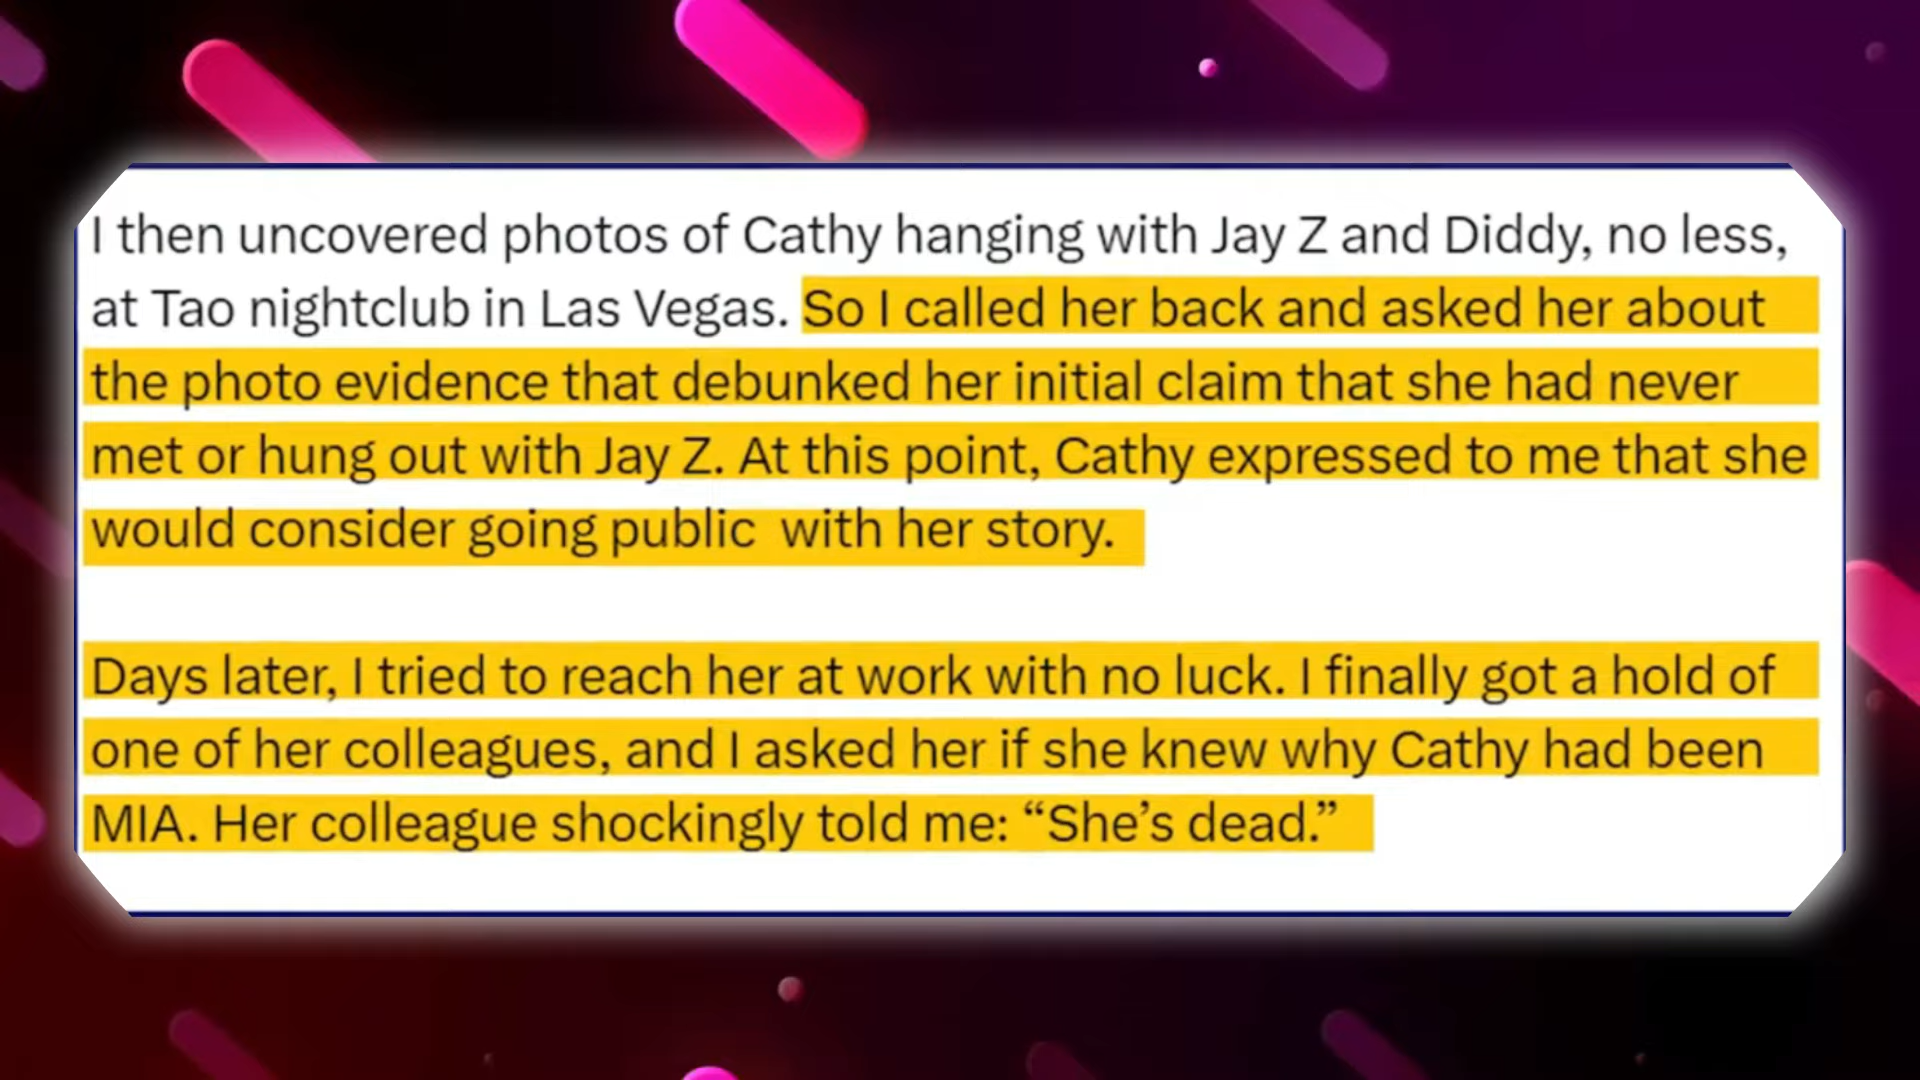 I then uncovered photos of Cathy hanging with Jay Z and Diddy, no less,
at Tao nightclub in Las Vegas. So I called her back and asked her about
the photo evidence that debunked her initial claim that she had never
met or hung out with Jay Z. At this point, Cathy expressed to me that she
would consider going public  with her story.
Days later, I tried to reach her at work with no luck. I finally got a hold of
one of her colleagues, and I asked her if she knew why Cathy had been
MIA. Her colleague shockingly told me: “She’s dead.”